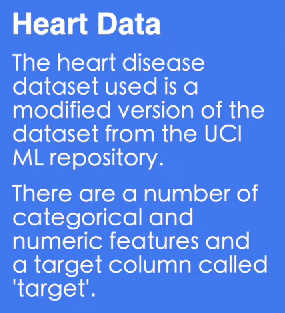 Heart Data
The heart disease
dataset used is a
modified version of the
dataset from the UCI
ML repository.
There are a number of
categorical and
numeric features and
a target column called
'target'.